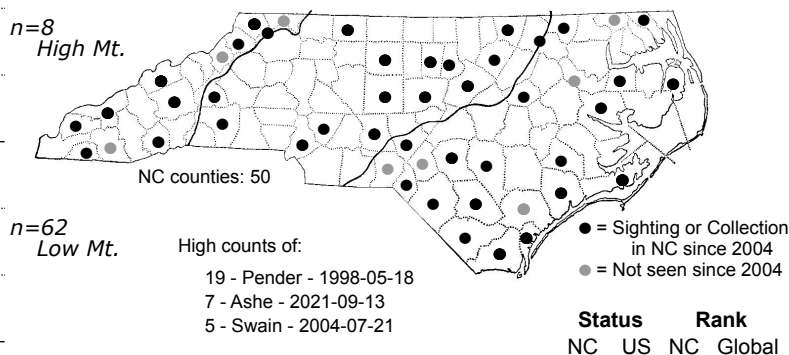 n=8
High Mt.
NC counties: 50
n=62
Low Mt.
High counts of:
19 - Pender - 1998-05-18
7 - Ashe - 2021-09-13
5 - Swain - 2004-07-21
● = Sighting or Collection
in NC since 2004
● = Not seen since 2004
Status Rank
NC US NC Global